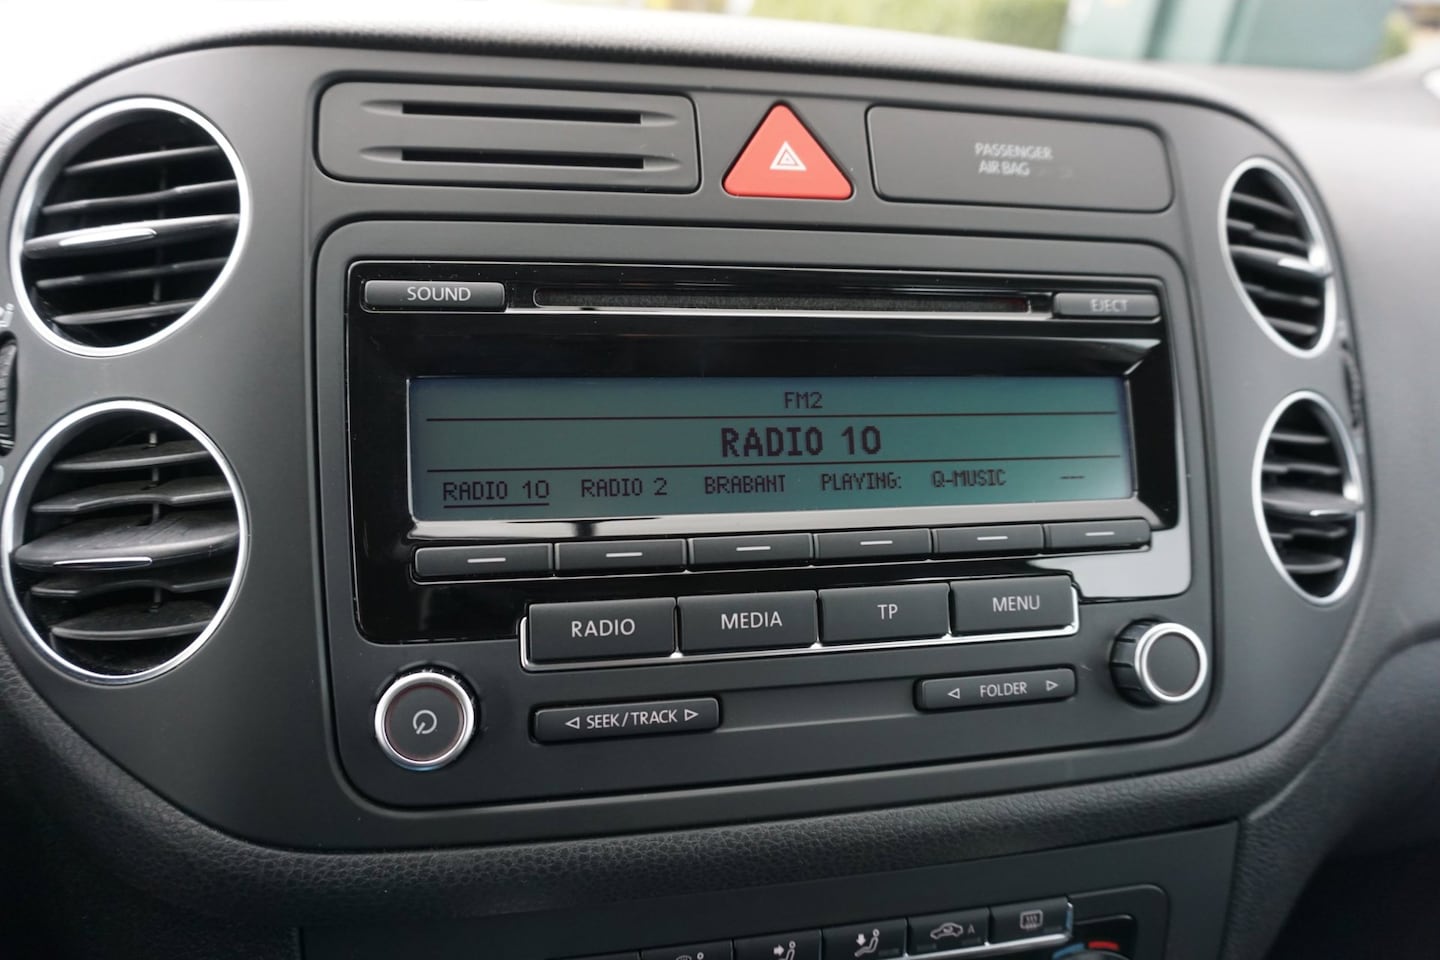 PASSENGER
AIR BAG
SOUND
EJECT
FM2
RADIO 10
RADIO 10 RADIO 2 BRABANT PLAYING: Q-MUSIC ---
RADIO MEDIA TP MENU
SEEK/TRACK
FOLDER
A